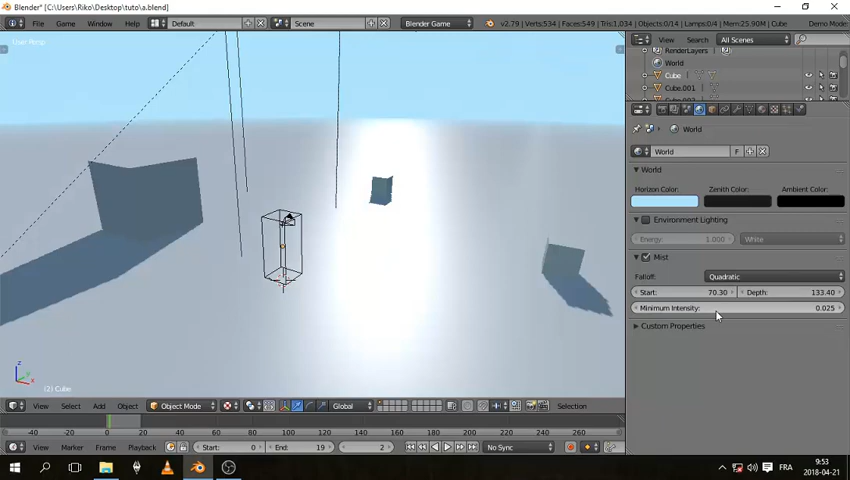 Blender* [C:\Users\Riko\Desktop\tuto\a.blend]
File Game Window Help Default Scene Blender Game v2.79 | Verts:534 | Faces:549 | Tris:1,034 | Objects:0/14 | Lamps:0/4 | Mem:25.90M | Cube Demo Mode
User Persp
View Search All Scenes
RenderLayers
World
Cube
Cube.001
World
World F
World
Horizon Color: Zenith Color: Ambient Color:
Environment Lighting
Energy: 1.000 White
Mist
Falloff: Quadratic
Start: 70.30 Depth: 133.40
Minimum Intensity: 0.025
Custom Properties
z
x
(2) Cube
View Select Add Object Object Mode Global Selection
-40 -20 0 20 40 60 80 100 120 140 160 180 200 220 240 260
View Marker Frame Playback Start: 0 End: 19 2 No Sync
FRA
9:53
2018-04-21